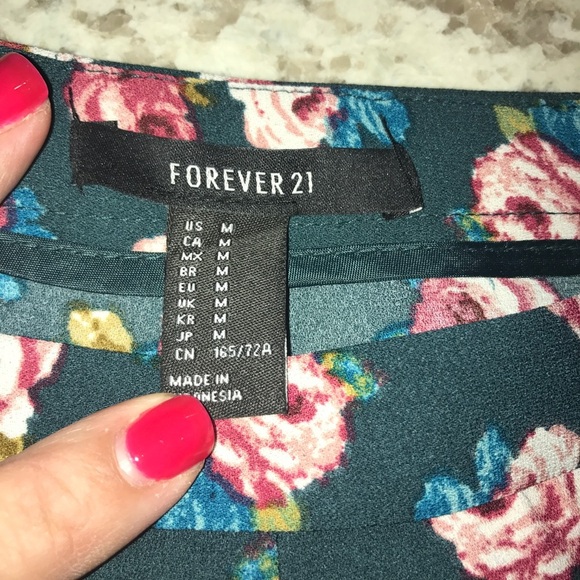 FOREVER 21
US M
CA M
MX M
BR M
EU M
UK M
KR M
JP M
CN 165/72A
MADE IN